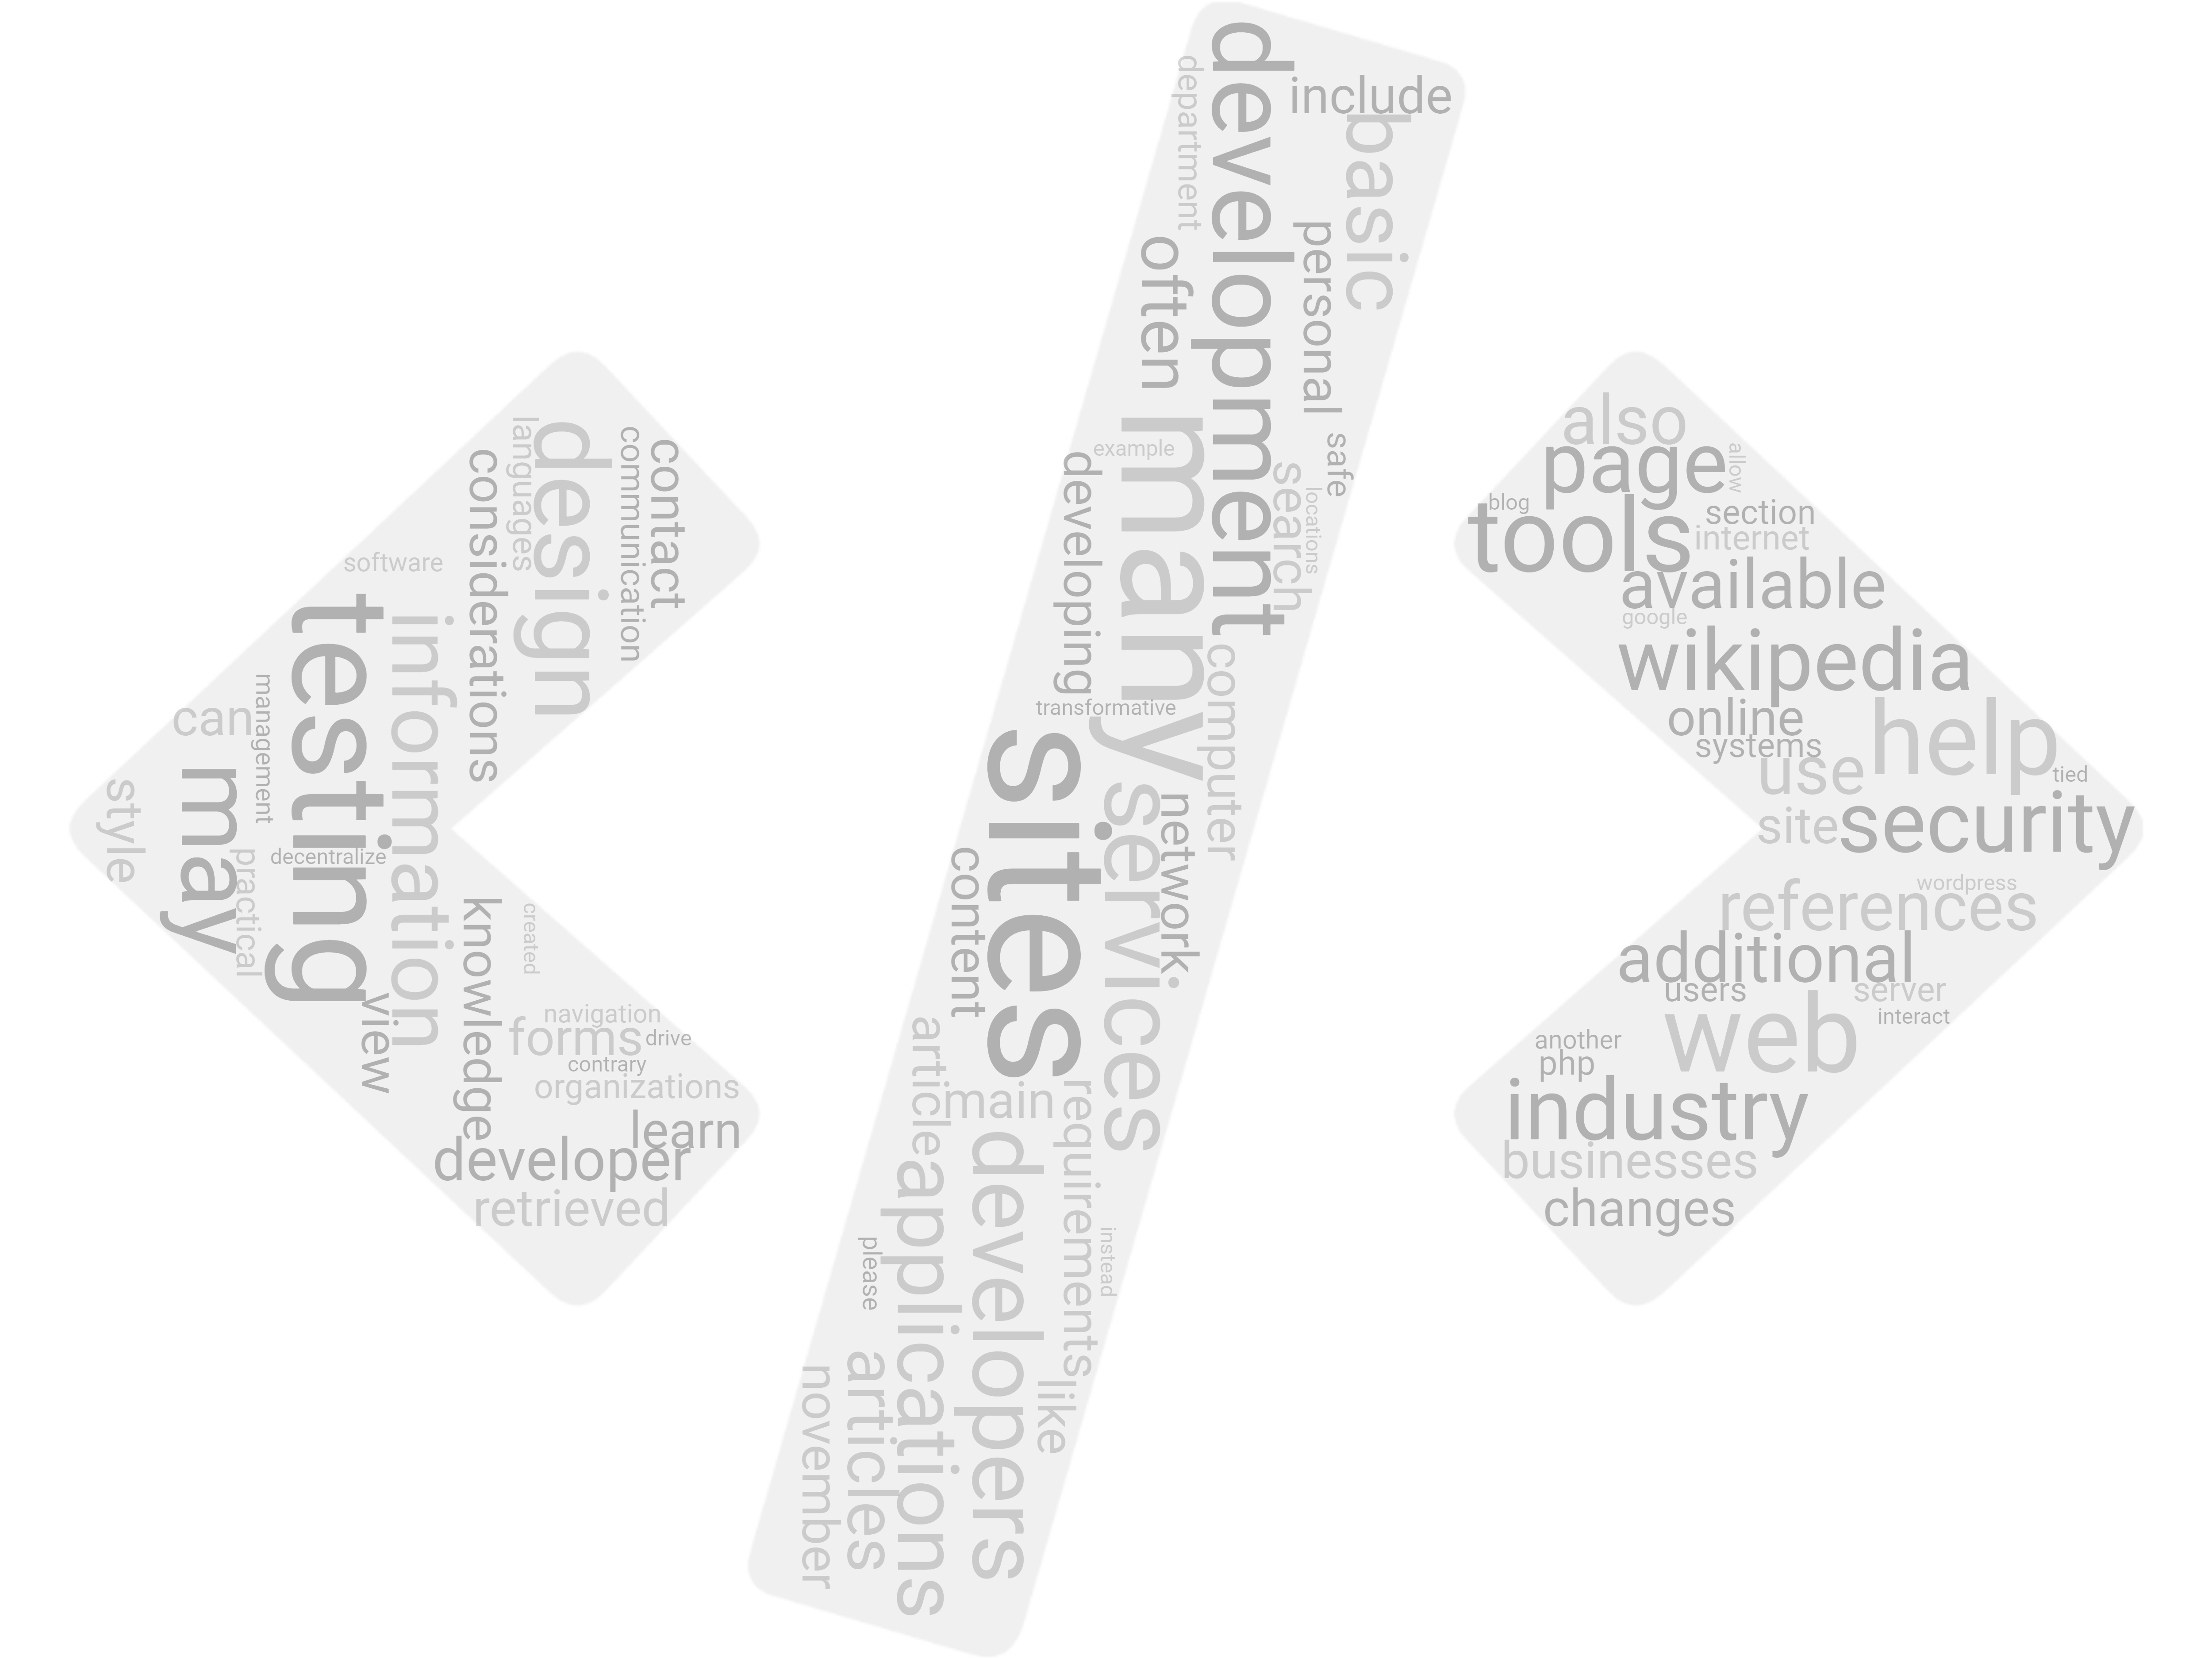 design
languages
considerations
contact
communication
software
testing
information
management
can
may
style
practical
decentralize
view
knowledge
created
navigation
forms
drive
contrary
organizations
learn
developer
retrieved
development
department
include
basic
personal
often
safe
search
locations
many
example
developing
transformative
computer
sites
services
network
content
article
main
requirements
developers
applications
instead
please
like
articles
november
also
page
allow
blog
tools
section
internet
available
google
wikipedia
online
systems
help
use
tied
site
security
wordpress
references
additional
users
server
web
interact
another
php
industry
businesses
changes